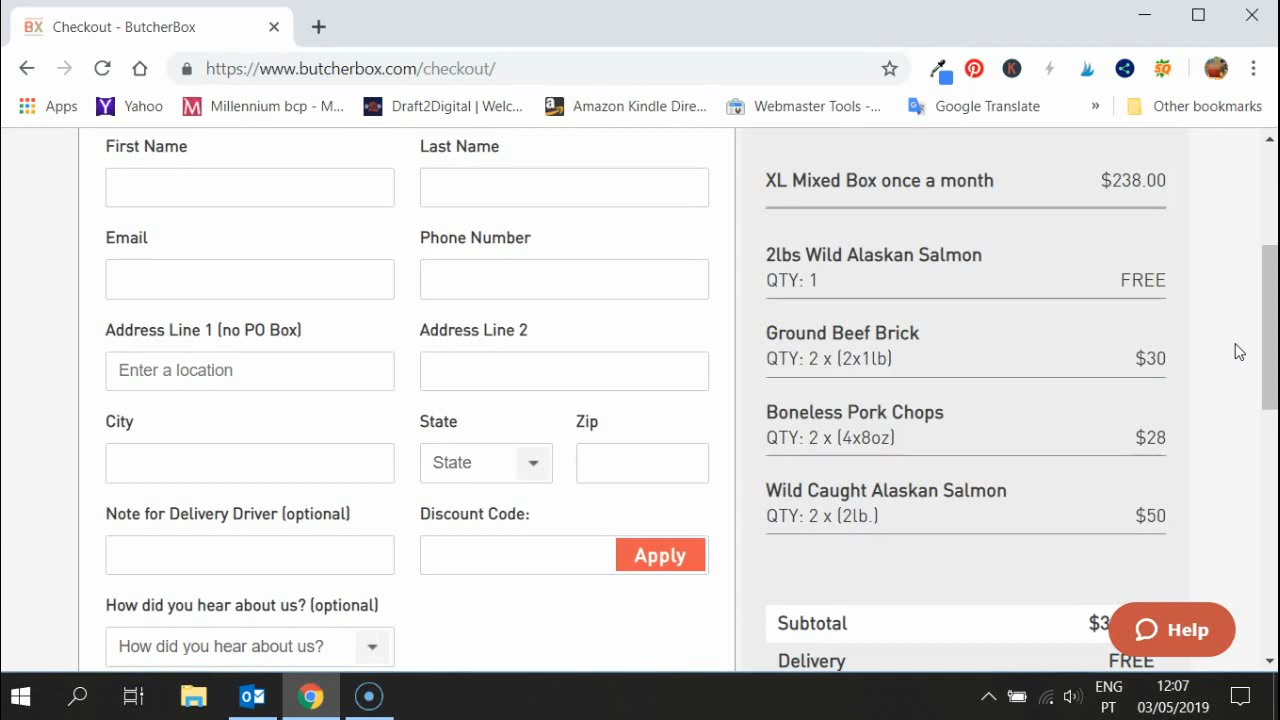 BX Checkout - ButcherBox
https://www.butcherbox.com/checkout/
Apps Yahoo Millennium bcp - M... Draft2Digital | Welc... Amazon Kindle Dire... Webmaster Tools -... Google Translate » Other bookmarks
First Name Last Name
Email Phone Number
Address Line 1 (no PO Box) Address Line 2
Enter a location
City State Zip
State
Note for Delivery Driver (optional) Discount Code:
Apply
How did you hear about us? (optional)
How did you hear about us?
XL Mixed Box once a month $238.00
2lbs Wild Alaskan Salmon
QTY: 1 FREE
Ground Beef Brick
QTY: 2 x (2x1lb) $30
Boneless Pork Chops
QTY: 2 x (4x8oz) $28
Wild Caught Alaskan Salmon
QTY: 2 x (2lb.) $50
Subtotal
Delivery FREE
Help
ENG
PT
12:07
03/05/2019